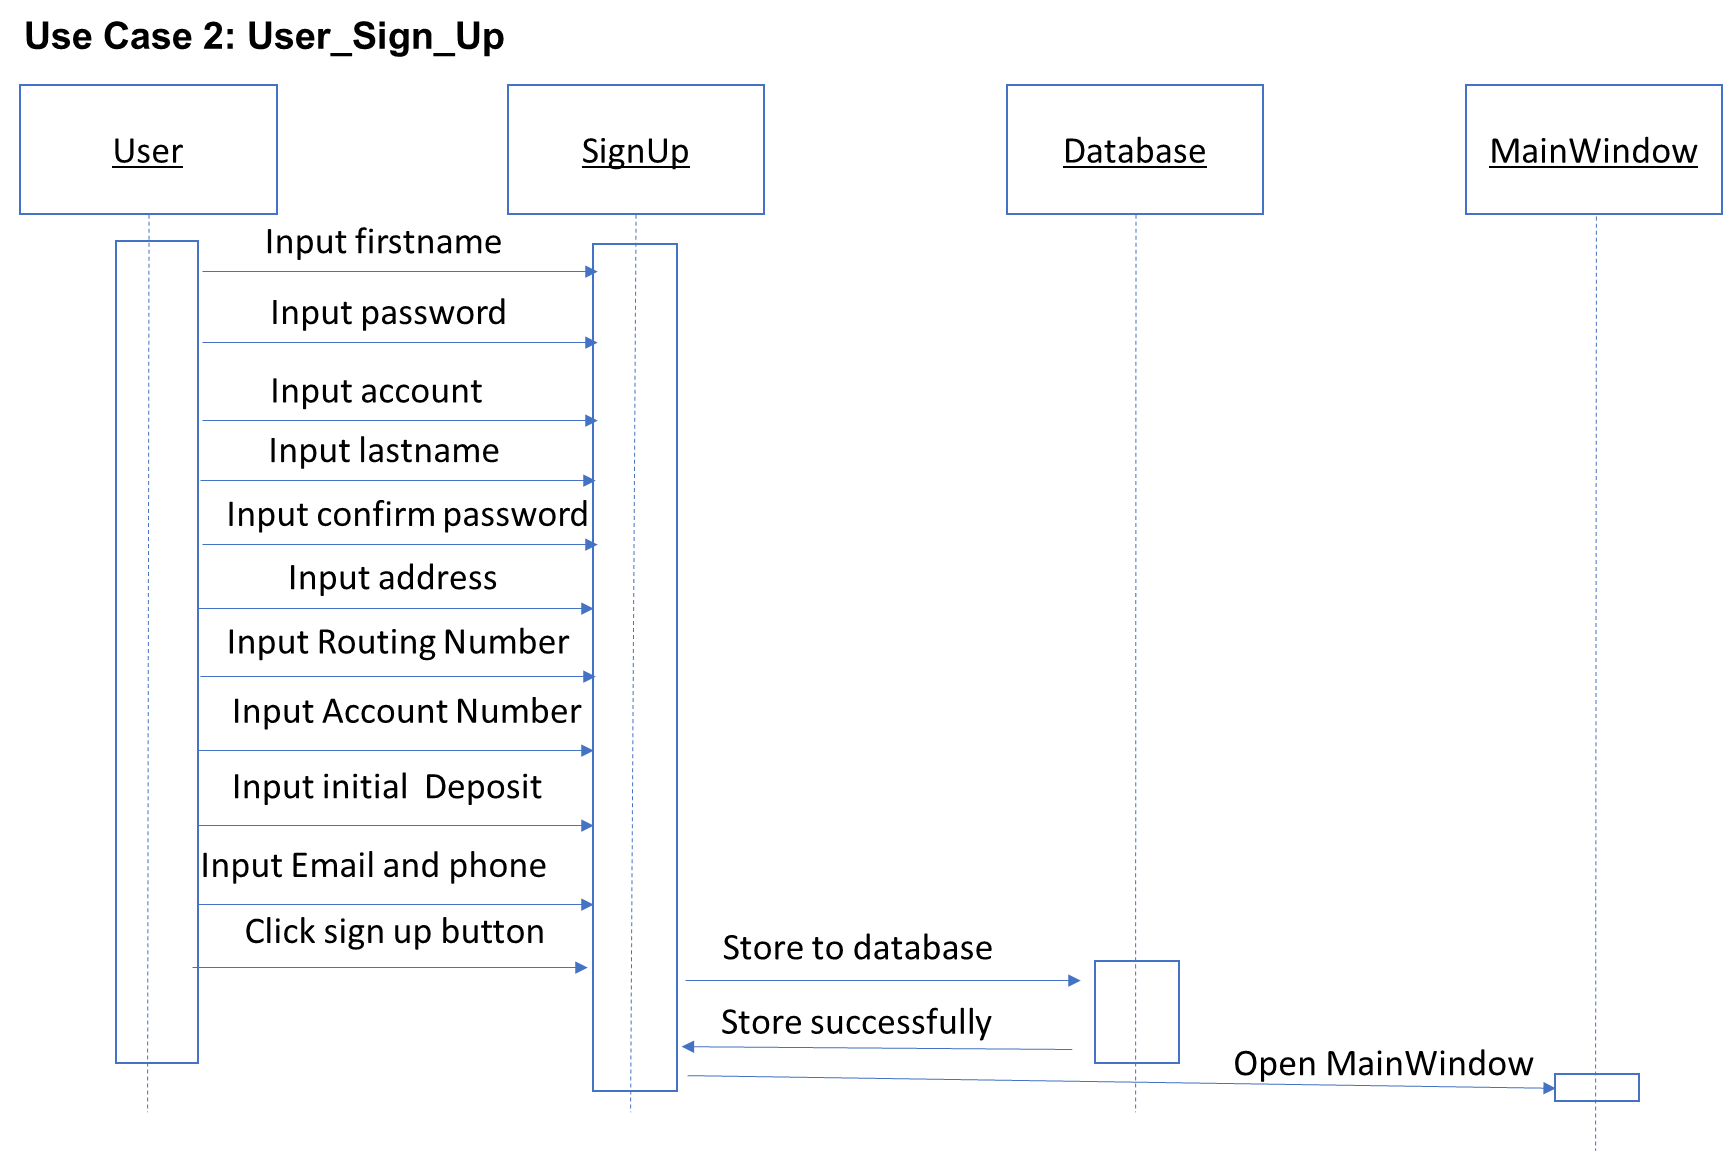 Use Case 2: User_Sign_Up
User
SignUp
Database
MainWindow
Input firstname
Input password
Input account
Input lastname
Input confirm password
Input address
Input Routing Number
Input Account Number
Input initial  Deposit
Input Email and phone
Click sign up button
Store to database
Store successfully
Open MainWindow